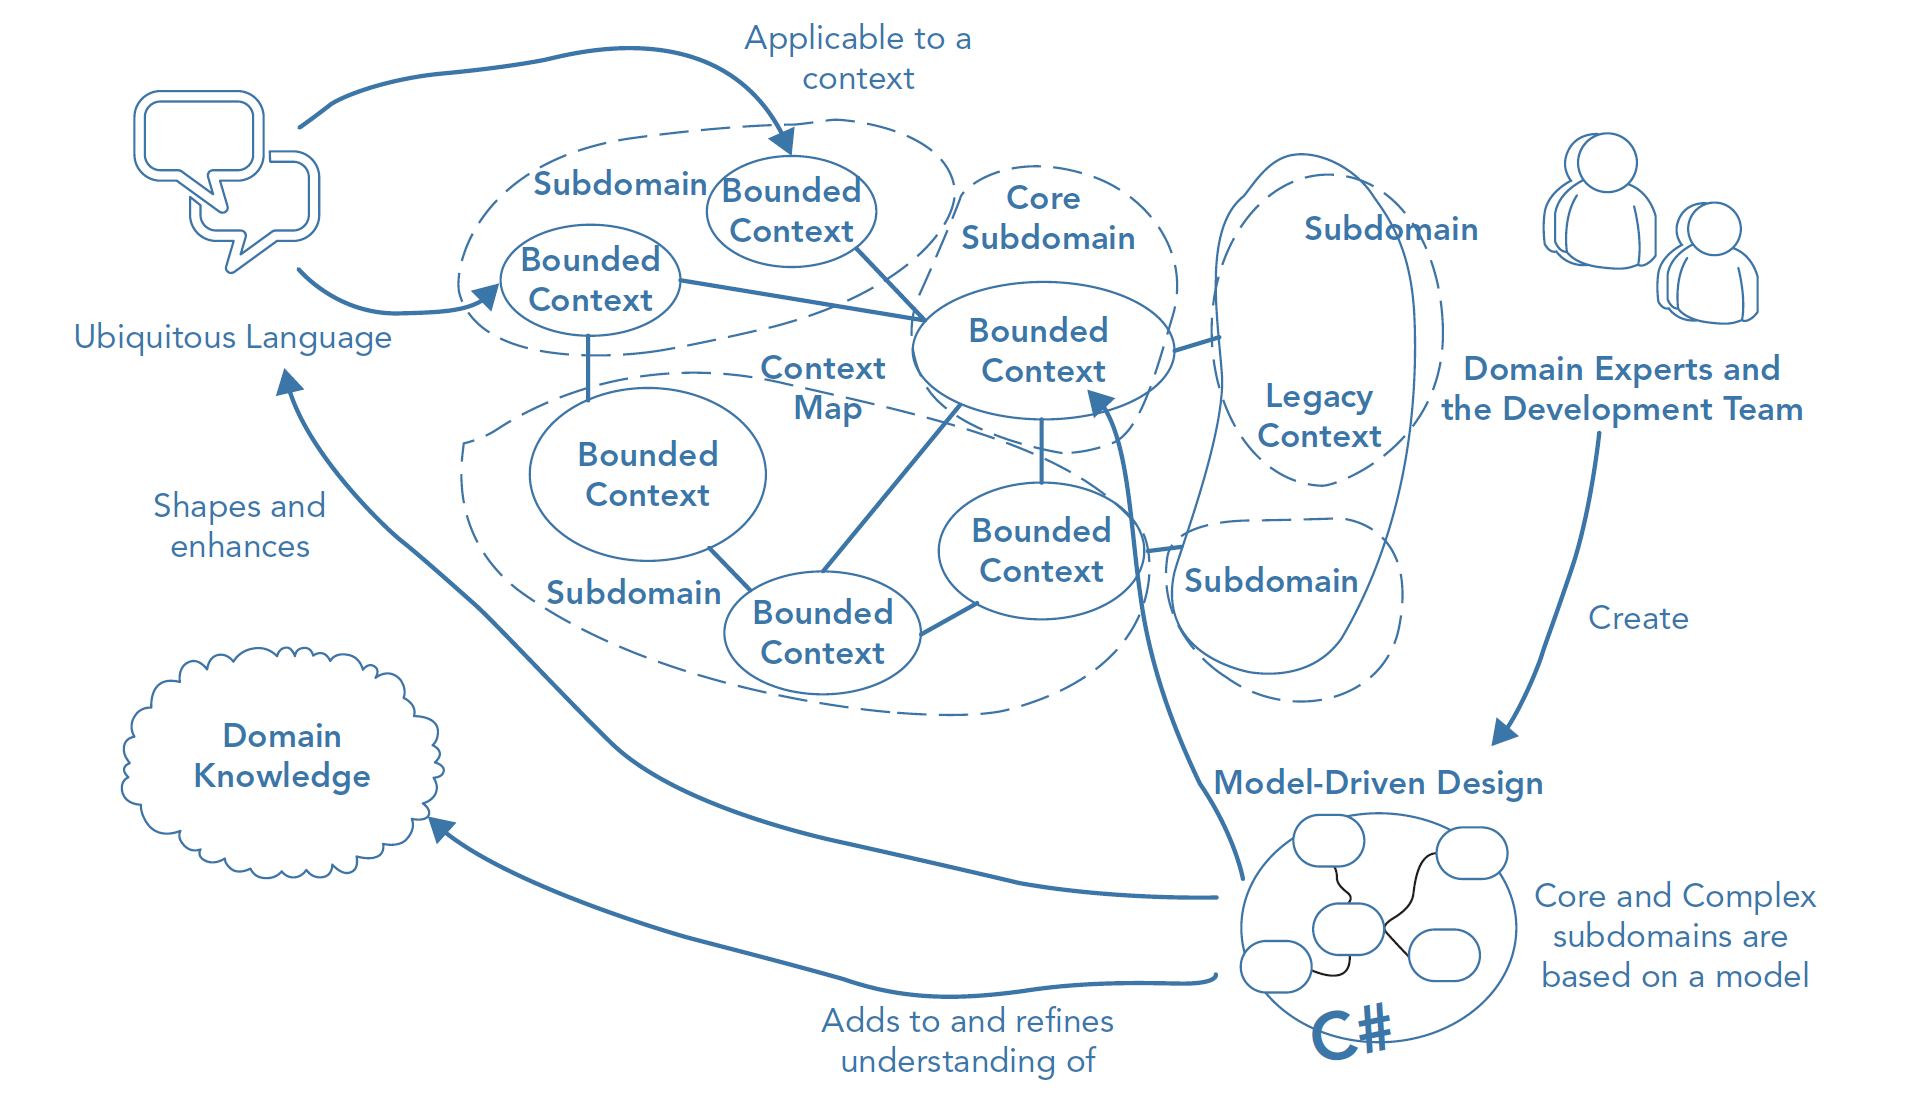 Applicable to a
context
Subdomain
Bounded
Context
Core
Subdomain
Subdomain
Bounded
Context
Ubiquitous Language
Bounded
Context
Context
Map
Legacy
Context
Domain Experts and
the Development Team
Bounded
Context
Shapes and
enhances
Bounded
Context
Subdomain
Subdomain
Bounded
Context
Create
Domain
Knowledge
Model-Driven Design
Core and Complex
subdomains are
based on a model
C#
Adds to and refines
understanding of